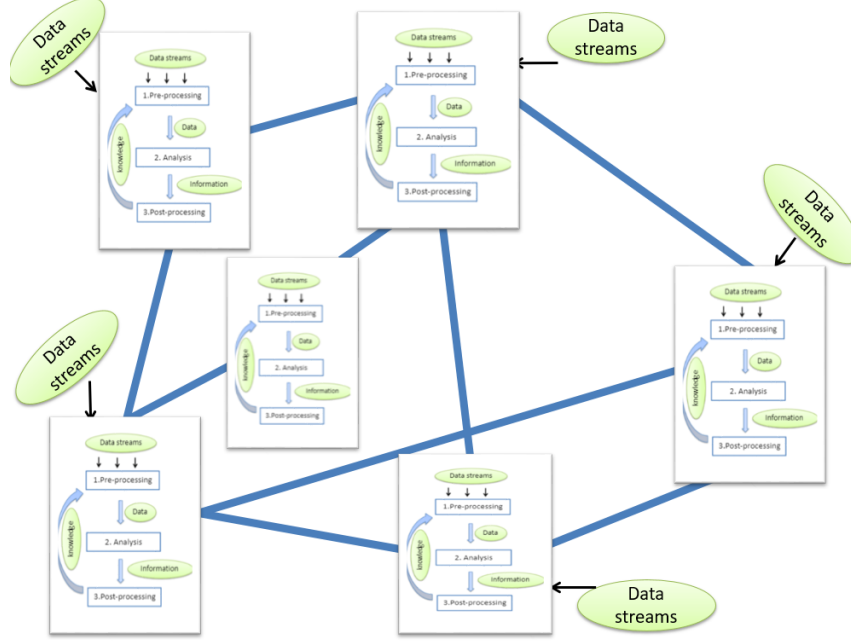 Data
streams
Data streams
1.Pre-processing
Data
knowledge
2. Analysis
Information
3.Post-processing
Data
streams
Data streams
1.Pre-processing
Data
knowledge
2. Analysis
Information
3.Post-processing
Data
streams
Data streams
1.Pre-processing
Data
knowledge
2. Analysis
Information
3.Post-processing
Data streams
1.Pre-processing
Data
knowledge
2. Analysis
Information
3.Post-processing
Data
streams
Data streams
1.Pre-processing
Data
knowledge
2. Analysis
Information
3.Post-processing
Data streams
1.Pre-processing
Data
knowledge
2. Analysis
Information
3.Post-processing
Data
streams